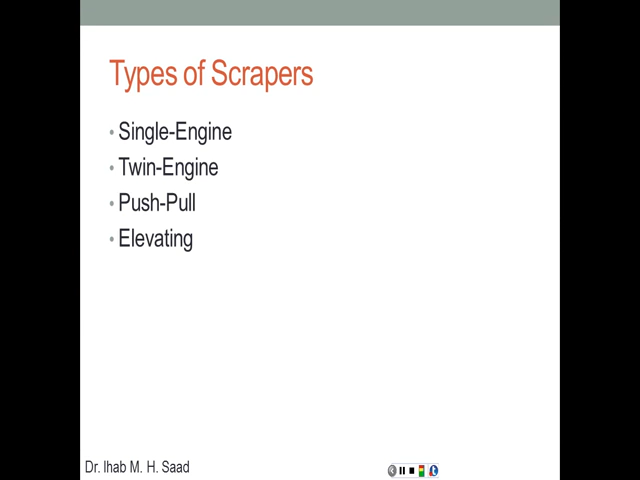 Types of Scrapers
• Single-Engine
• Twin-Engine
• Push-Pull
• Elevating
Dr. Ihab M. H. Saad